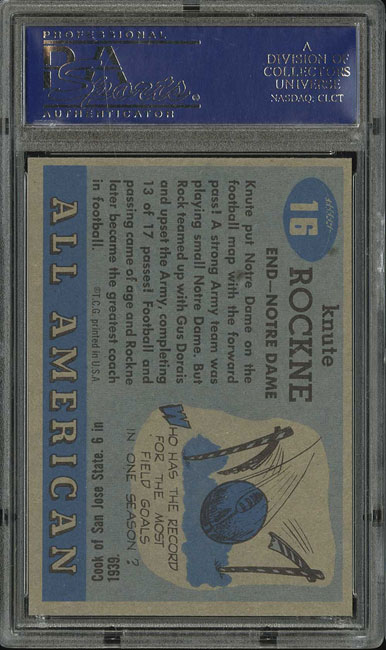 PROFESSIONAL
PSA
Sports
AUTHENTICATOR
A
DIVISION OF
COLLECTORS
UNIVERSE
NASDAQ: CLCT
16
knute
ROCKNE
END—NOTRE DAME
Knute put Notre Dame on the
football map with the forward
pass! A strong Army team was
playing small Notre Dame. But
Rock teamed up with Gus Dorais
and upset the Army, completing
13 of 17 passes! Football and
passing came of age and Rockne
later became the greatest coach
in football. ©T.C.G. printed in U.S.A.
WHO HAS THE RECORD
FOR THE MOST
FIELD GOALS
IN ONE SEASON?
Cook of San Jose State, 9 in
1939.
ALL AMERICAN